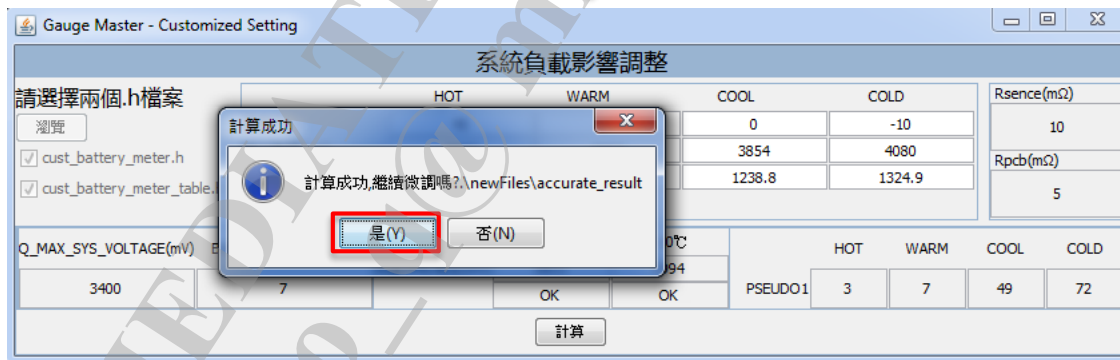 Gauge Master - Customized Setting
系統負載影響調整
請選擇兩個.h檔案
瀏覽
cust_battery_meter.h
cust_battery_meter_table.
HOT WARM COOL COLD
0 -10
3854 4080
1238.8 1324.9
Rsence(mΩ)
10
Rpcb(mΩ)
5
計算成功
計算成功,繼續微調嗎?.\newFiles\accurate_result
是(Y) 否(N)
Q_MAX_SYS_VOLTAGE(mV)
3400 7
0℃
94
OK OK
HOT WARM COOL COLD
PSEUDO1 3 7 49 72
計算